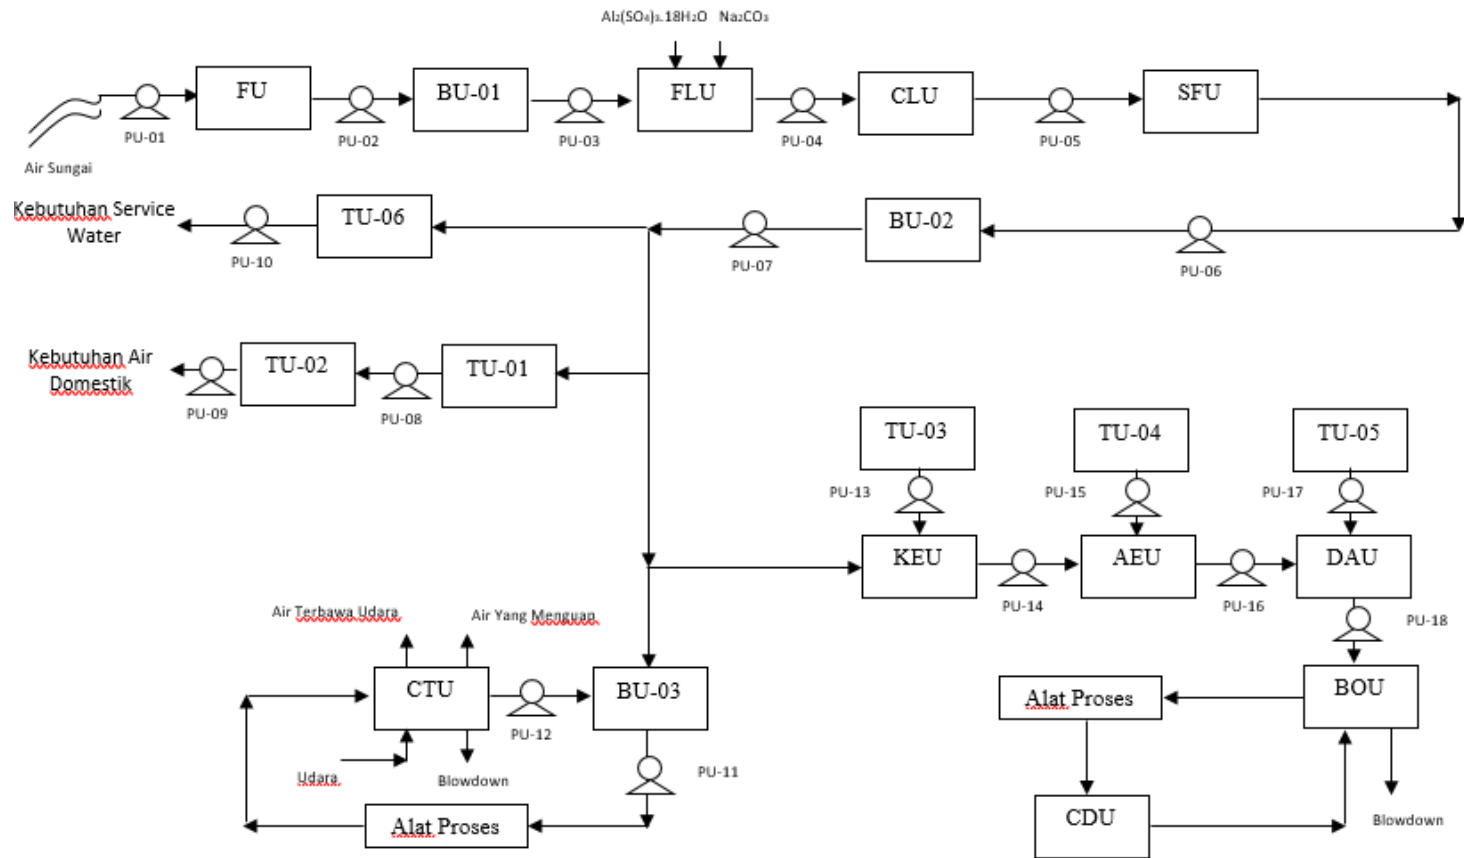 Al₂(SO₄)₃.18H₂O Na₂CO₃
FU
BU-01
FLU
CLU
SFU
PU-01
PU-02
PU-03
PU-04
PU-05
Air Sungai
Kebutuhan Service
Water
TU-06
BU-02
PU-10
PU-07
PU-06
Kebutuhan Air
Domestik
TU-02
TU-01
PU-09
PU-08
TU-03
TU-04
TU-05
PU-13
PU-15
PU-17
KEU
AEU
DAU
PU-14
PU-16
PU-18
Air Terbawa Udara
Air Yang Menguap
CTU
BU-03
Alat Proses
BOU
PU-12
Udara
Blowdown
PU-11
Alat Proses
CDU
Blowdown